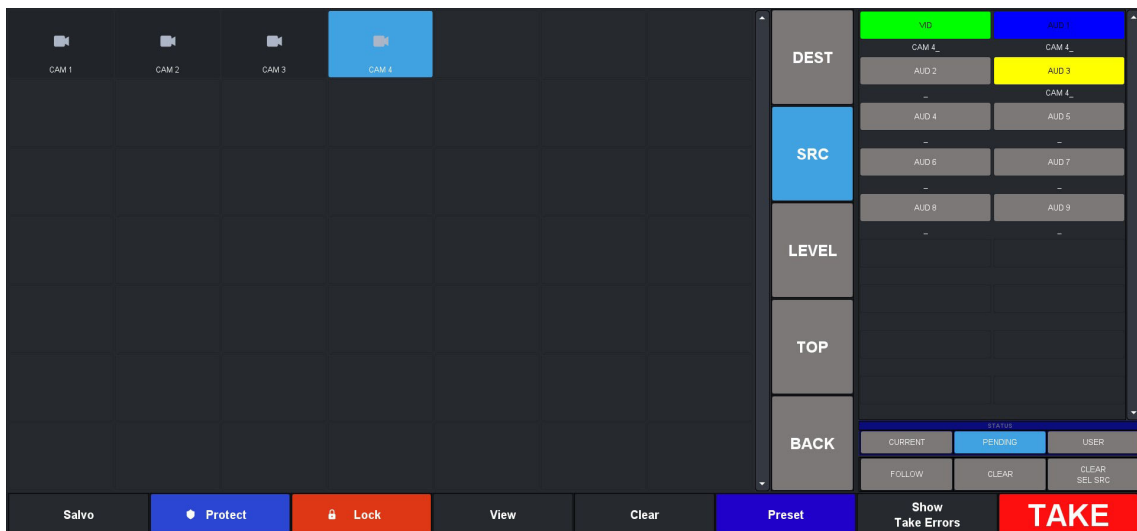 CAM 1
CAM 2
CAM 3
CAM 4
DEST
SRC
LEVEL
TOP
BACK
VID
AUD 1
CAM 4_
CAM 4_
AUD 2
AUD 3
_
CAM 4_
AUD 4
AUD 5
_
_
AUD 6
AUD 7
_
_
AUD 8
AUD 9
_
_
STATUS
CURRENT
PENDING
USER
FOLLOW
CLEAR
CLEAR
SEL SRC
Salvo
Protect
Lock
View
Clear
Preset
Show
Take Errors
TAKE